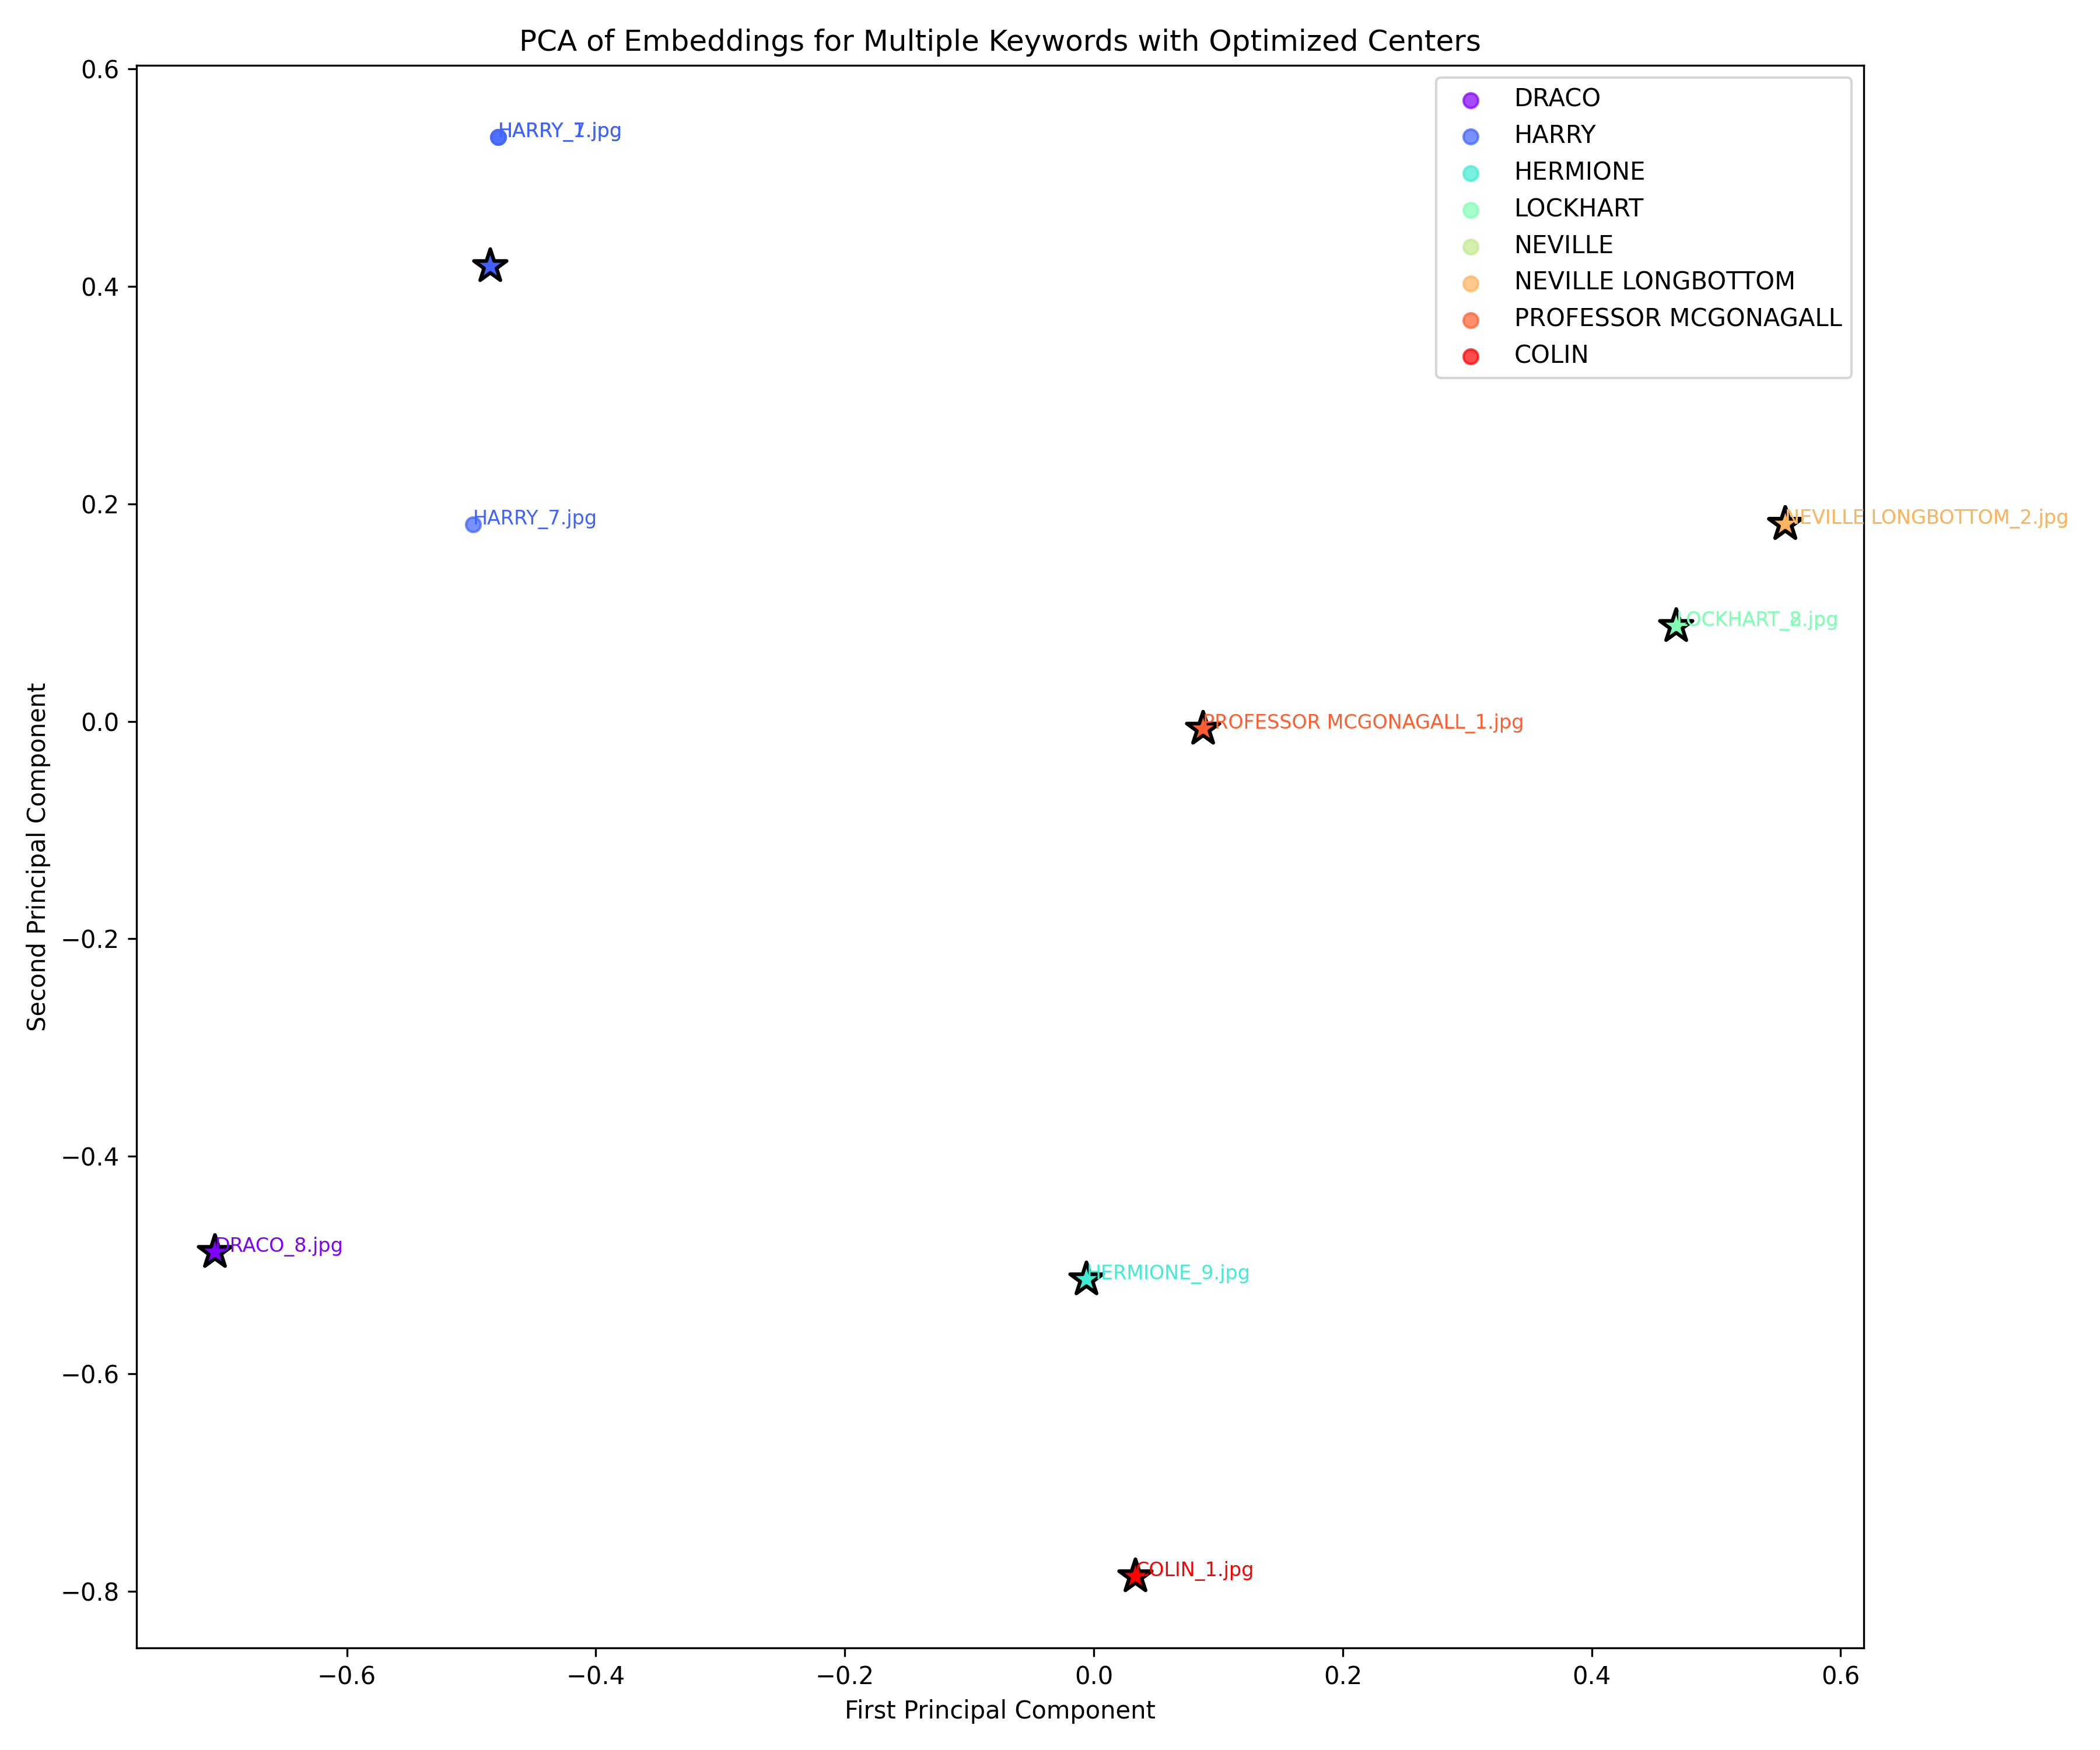 PCA of Embeddings for Multiple Keywords with Optimized Centers
DRACO
HARRY
HERMIONE
LOCKHART
NEVILLE
NEVILLE LONGBOTTOM
PROFESSOR MCGONAGALL
COLIN
HARRY_7.jpg
NEVILLE LONGBOTTOM_2.jpg
PROFESSOR MCGONAGALL_1.jpg
DRACO_8.jpg
HERMIONE_9.jpg
COLIN_1.jpg
0.6
0.4
0.2
0.0
−0.2
−0.4
−0.6
−0.8
Second Principal Component
−0.6
−0.4
−0.2
0.0
0.2
0.4
0.6
First Principal Component